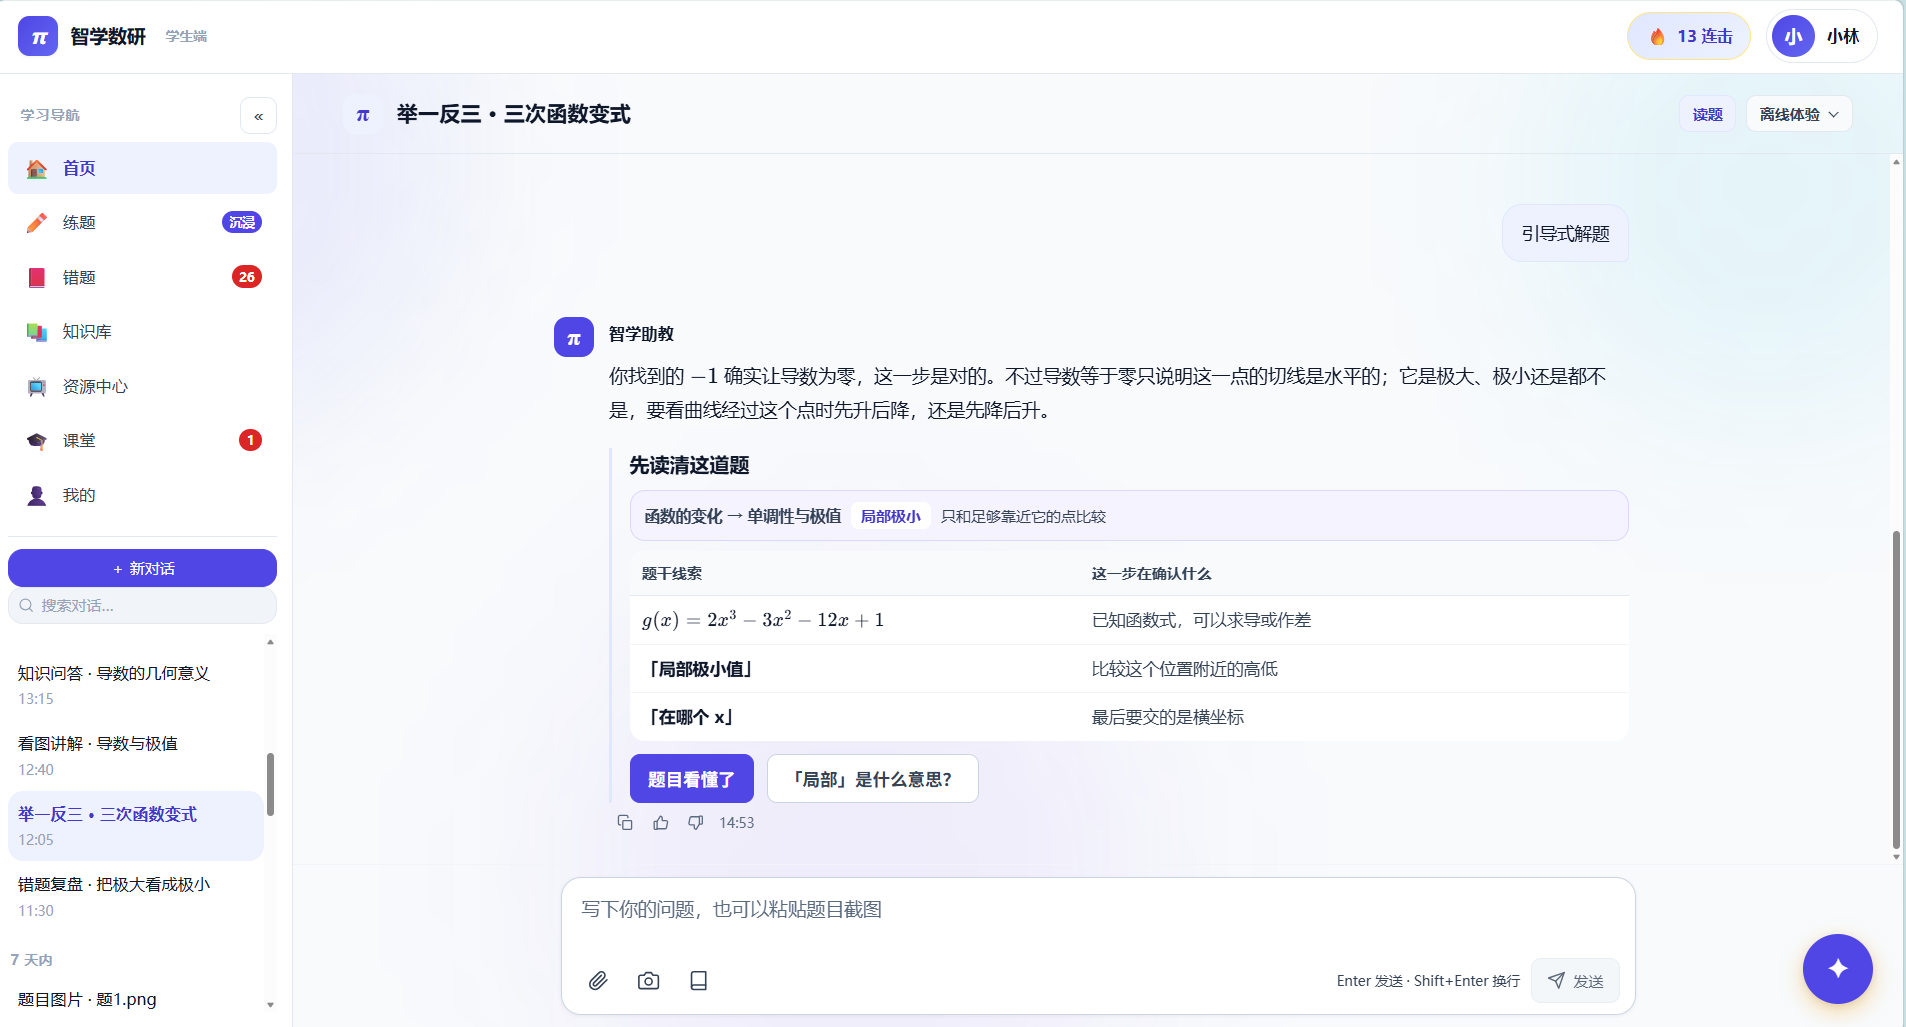 π 智学数研 学生端
🔥 13 连击
小 小林
学习导航 «
首页
练题 沉浸
错题 26
知识库
资源中心
课堂 1
我的
+ 新对话
搜索对话...
知识问答 · 导数的几何意义
13:15
看图讲解 · 导数与极值
12:40
举一反三 • 三次函数变式
12:05
错题复盘 · 把极大看成极小
11:30
7 天内
题目图片 · 题1.png
π 举一反三 • 三次函数变式
读题 离线体验
引导式解题
π 智学助教
你找到的 −1 确实让导数为零，这一步是对的。不过导数等于零只说明这一点的切线是水平的；它是极大、极小还是都不
是，要看曲线经过这个点时先升后降，还是先降后升。
先读清这道题
函数的变化 → 单调性与极值 局部极小 只和足够靠近它的点比较
题干线索 这一步在确认什么
g(x) = 2x³ − 3x² − 12x + 1 已知函数式，可以求导或作差
「局部极小值」 比较这个位置附近的高低
「在哪个 x」 最后要交的是横坐标
题目看懂了 「局部」是什么意思?
14:53
写下你的问题，也可以粘贴题目截图
Enter 发送 · Shift+Enter 换行 发送